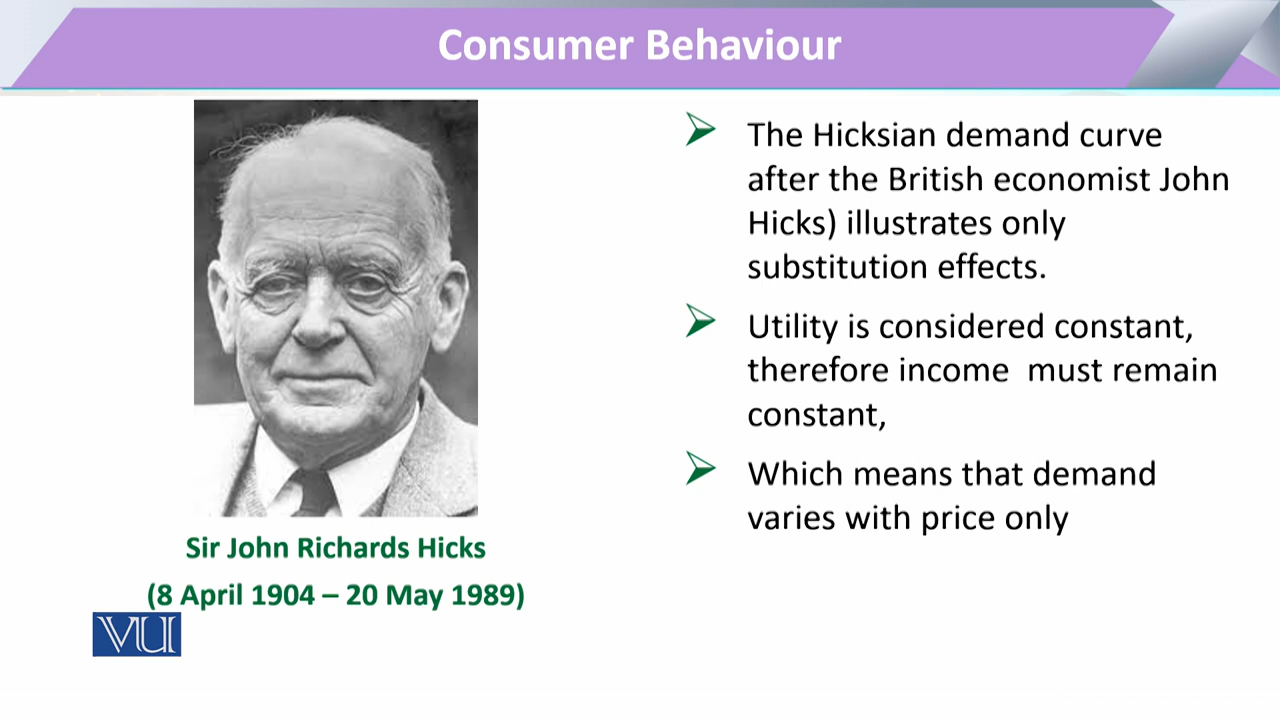 Consumer Behaviour
The Hicksian demand curve
after the British economist John
Hicks) illustrates only
substitution effects.
Utility is considered constant,
therefore income  must remain
constant,
Which means that demand
varies with price only
Sir John Richards Hicks
(8 April 1904 – 20 May 1989)
VU